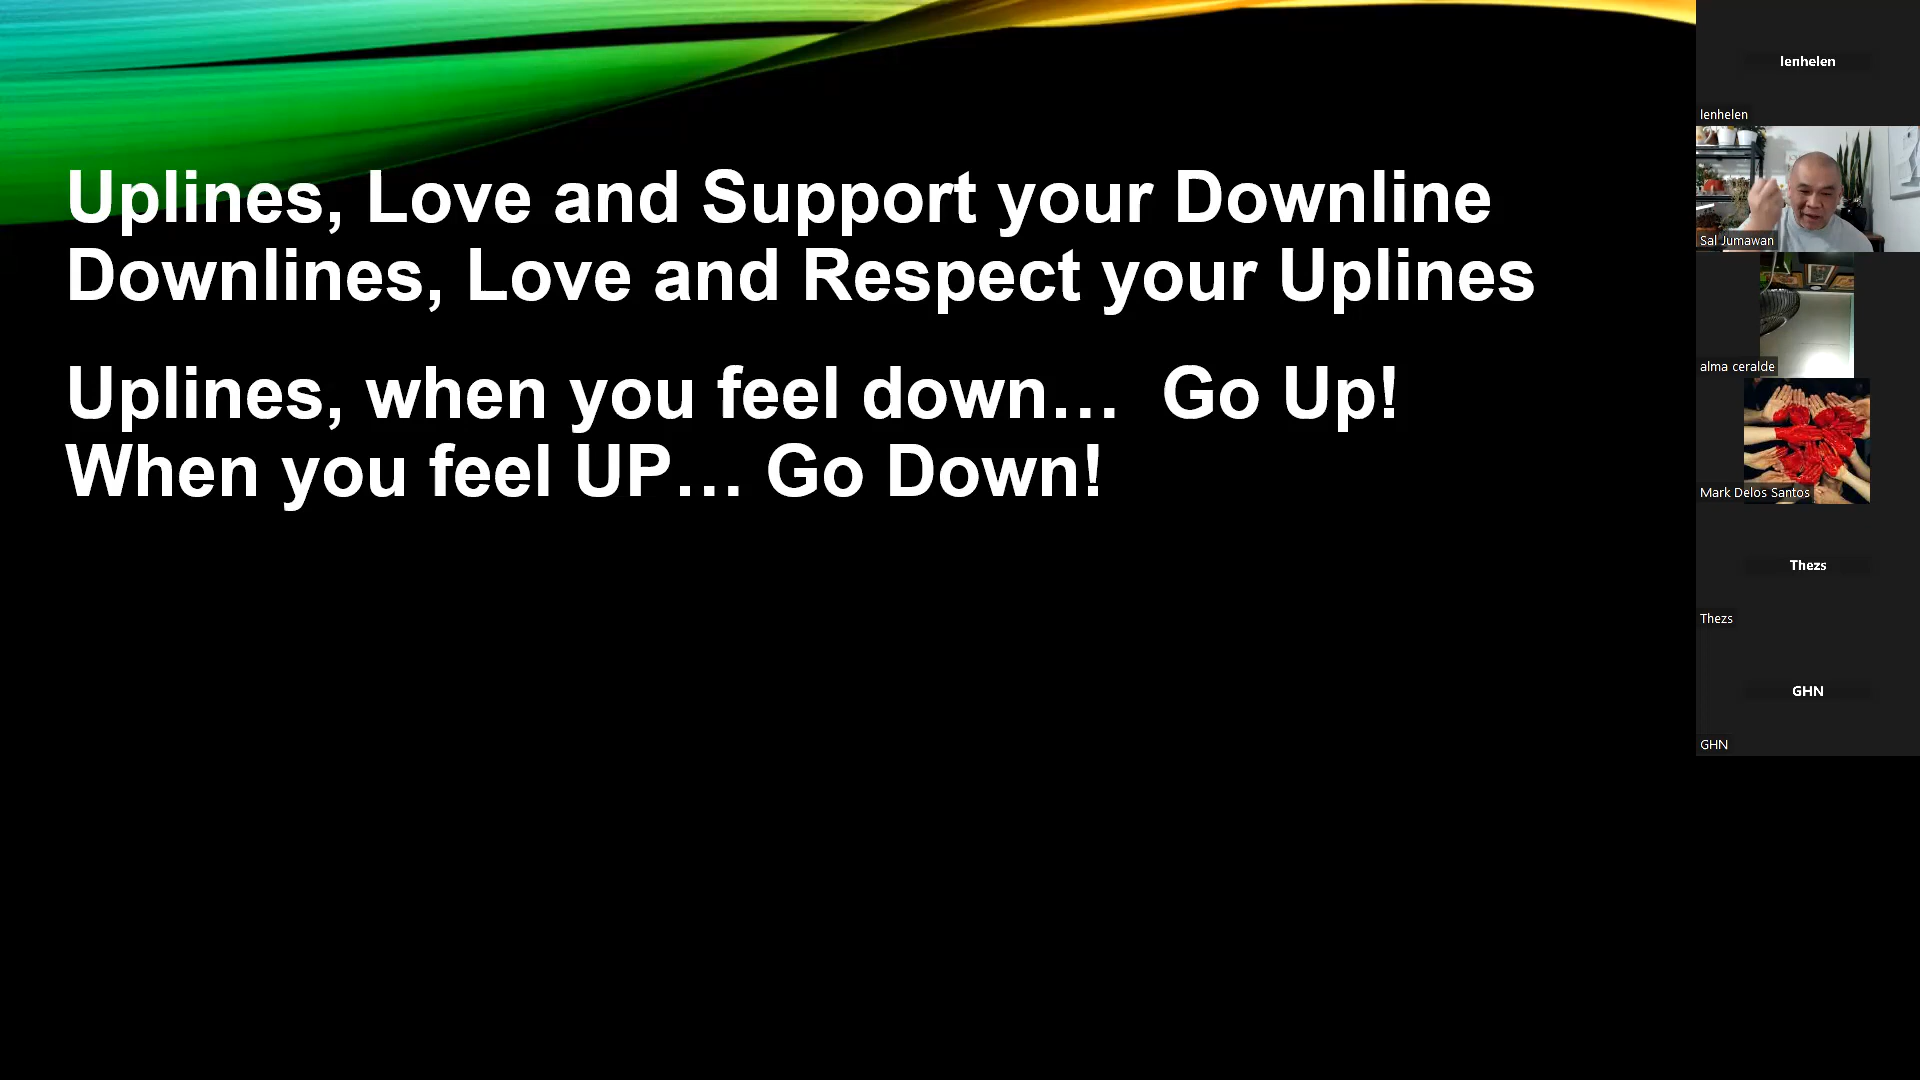 Uplines, Love and Support your Downline
Downlines, Love and Respect your Uplines
Uplines, when you feel down… Go Up!
When you feel UP… Go Down!
lenhelen
lenhelen
Sal Jumawan
alma ceralde
Mark Delos Santos
Thezs
Thezs
GHN
GHN